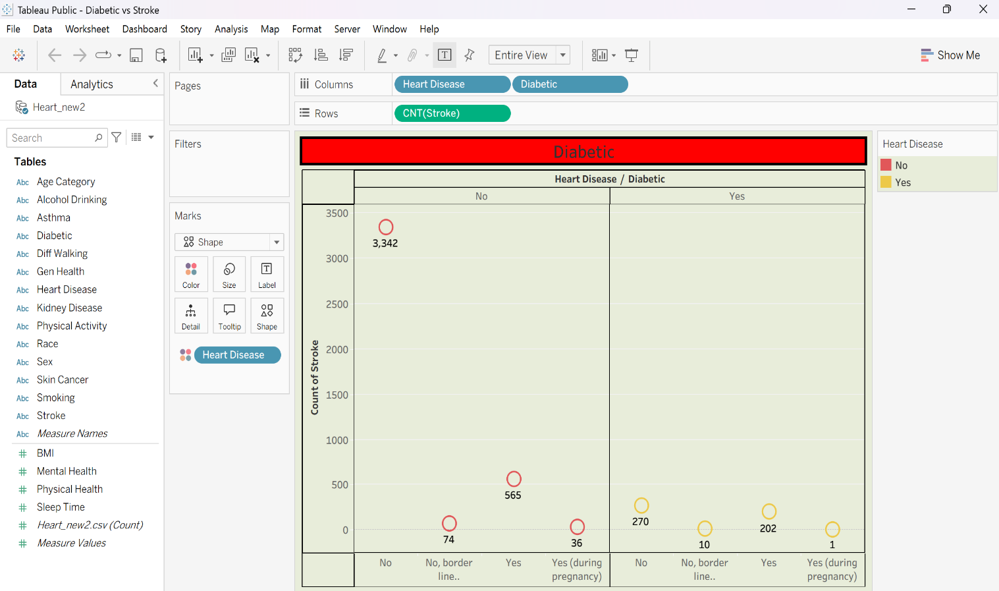 Tableau Public - Diabetic vs Stroke
File Data Worksheet Dashboard Story Analysis Map Format Server Window Help
T Entire View Show Me
Data Analytics
Heart_new2
Search
Tables
Abc Age Category
Abc Alcohol Drinking
Abc Asthma
Abc Diabetic
Abc Diff Walking
Abc Gen Health
Abc Heart Disease
Abc Kidney Disease
Abc Physical Activity
Abc Race
Abc Sex
Abc Skin Cancer
Abc Smoking
Abc Stroke
Abc Measure Names
# BMI
# Mental Health
# Physical Health
# Sleep Time
# Heart_new2.csv (Count)
# Measure Values
Pages
Filters
Marks
Shape
Color Size T Label
Detail Tooltip Shape
Heart Disease
Columns Heart Disease Diabetic
Rows CNT(Stroke)
Diabetic
Heart Disease / Diabetic
No Yes
Count of Stroke
3500
3000
2500
2000
1500
1000
500
0
3,342
74
565
36
270
10
202
1
No No, border line.. Yes Yes (during pregnancy) No No, border line.. Yes Yes (during pregnancy)
Heart Disease
No
Yes